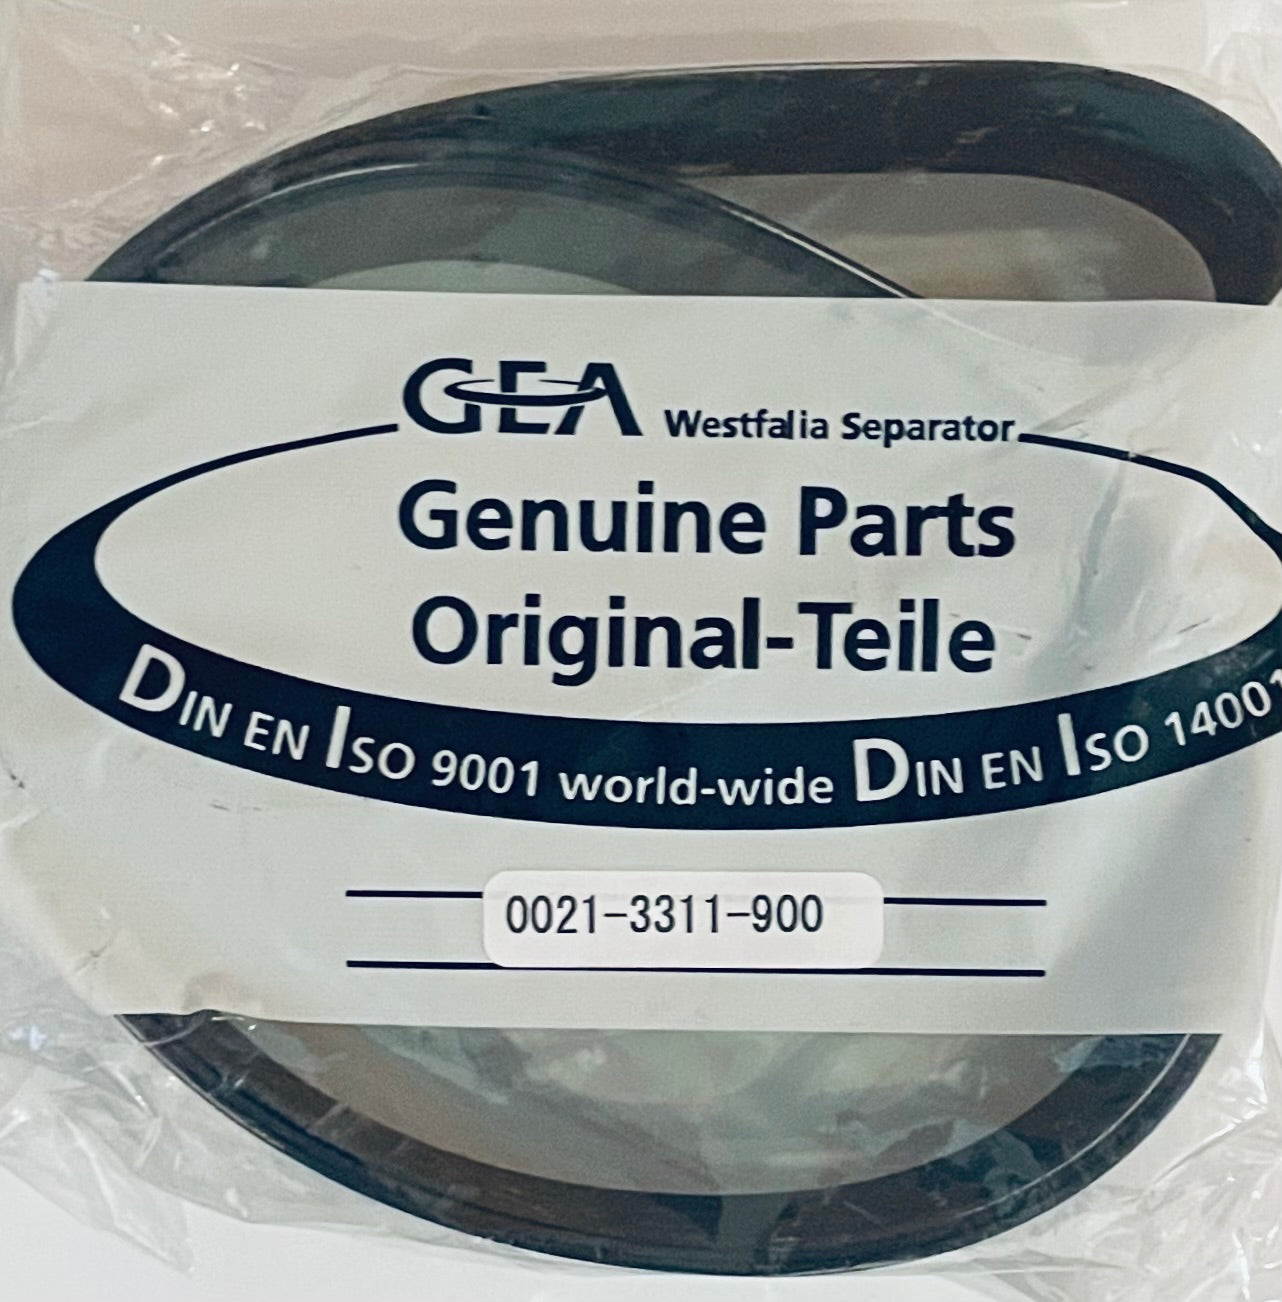 GEA Westfalia Separator
Genuine Parts
Original-Teile
DIN EN ISO 9001 world-wide DIN EN ISO 14001
0021-3311-900